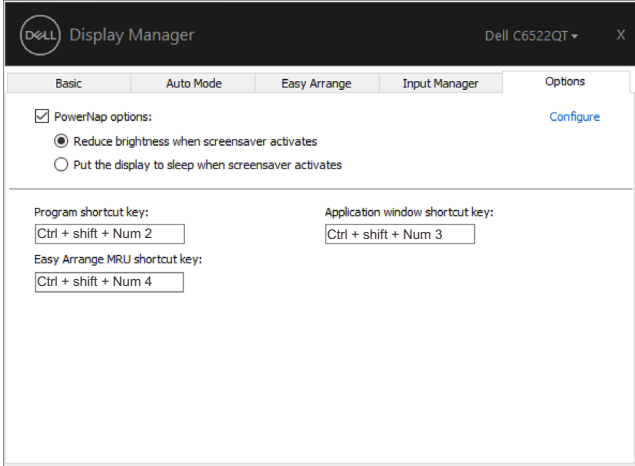 DELL Display Manager Dell C6522QT X
Basic Auto Mode Easy Arrange Input Manager Options
PowerNap options: Configure
Reduce brightness when screensaver activates
Put the display to sleep when screensaver activates
Program shortcut key: Application window shortcut key:
Ctrl + shift + Num 2 Ctrl + shift + Num 3
Easy Arrange MRU shortcut key:
Ctrl + shift + Num 4